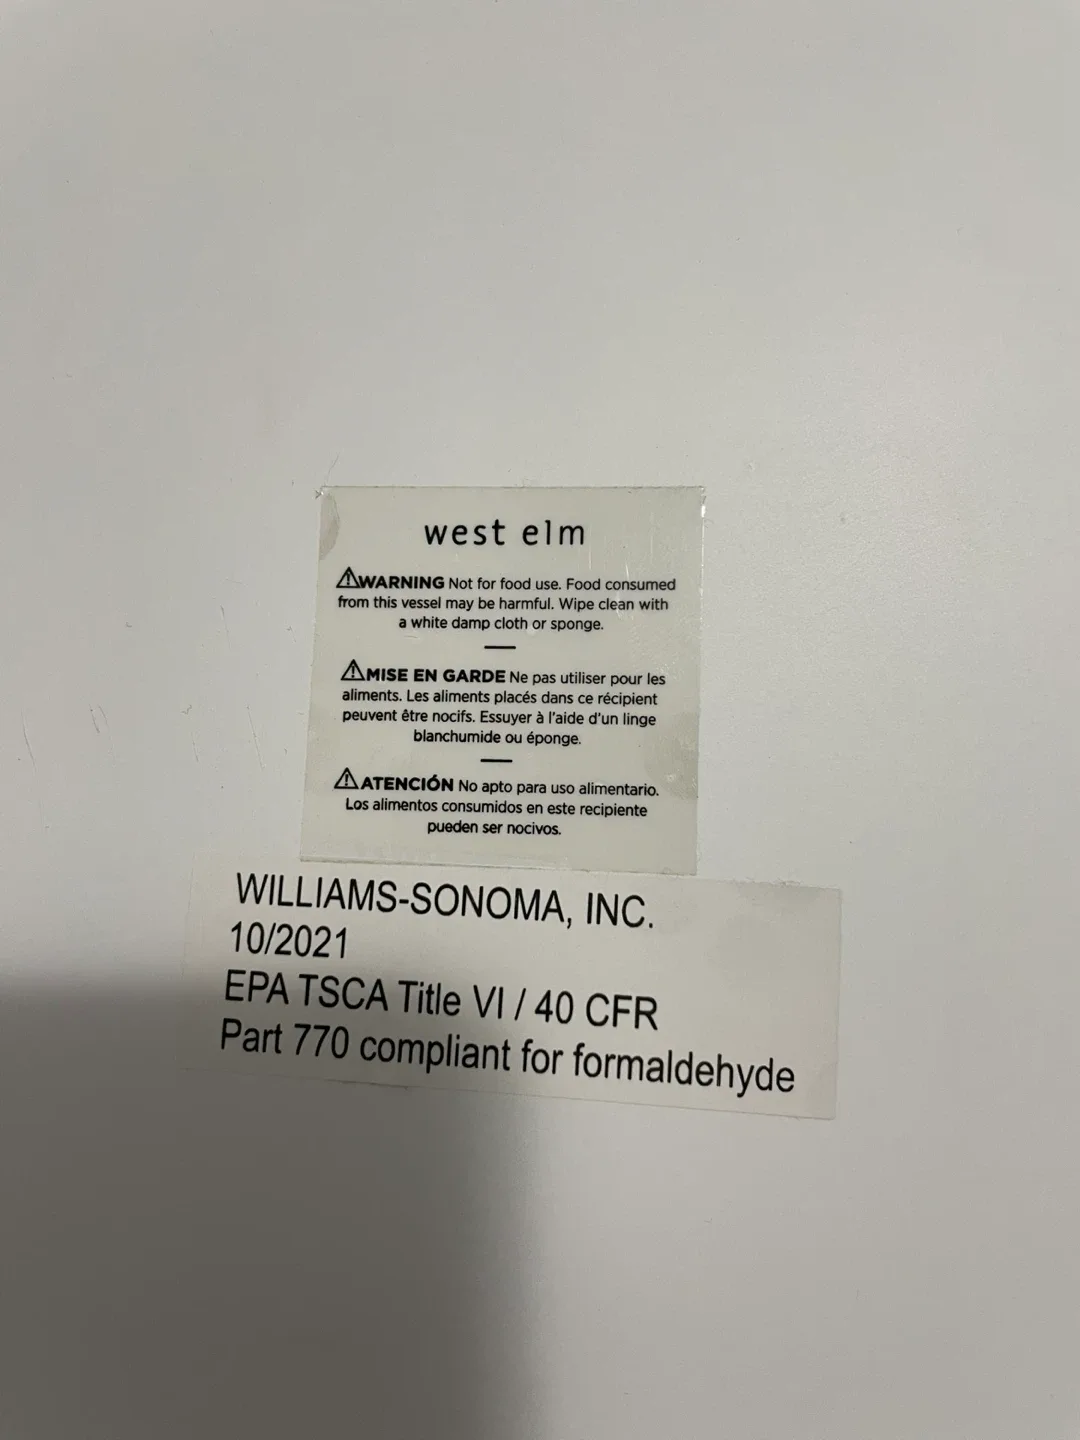 west elm
⚠WARNING Not for food use. Food consumed
from this vessel may be harmful. Wipe clean with
a white damp cloth or sponge.
⚠MISE EN GARDE Ne pas utiliser pour les
aliments. Les aliments placés dans ce récipient
peuvent être nocifs. Essuyer à l'aide d'un linge
blanchumide ou éponge.
⚠ATENCIÓN No apto para uso alimentario.
Los alimentos consumidos en este recipiente
pueden ser nocivos.
WILLIAMS-SONOMA, INC.
10/2021
EPA TSCA Title VI / 40 CFR
Part 770 compliant for formaldehyde